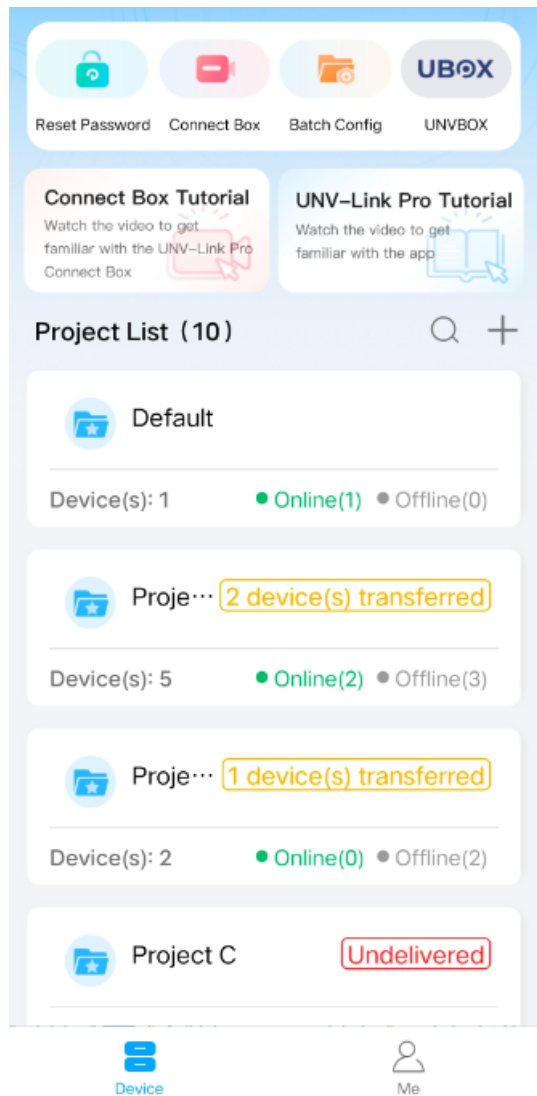 UBOX
Reset Password
Connect Box
Batch Config
UNVBOX
Connect Box Tutorial
Watch the video to get
familiar with the UNV-Link Pro
Connect Box
UNV-Link Pro Tutorial
Watch the video to get
familiar with the app
Project List (10)
Default
Device(s): 1 Online(1) Offline(0)
Proje··· 2 device(s) transferred
Device(s): 5 Online(2) Offline(3)
Proje··· 1 device(s) transferred
Device(s): 2 Online(0) Offline(2)
Project C Undelivered
Device
Me